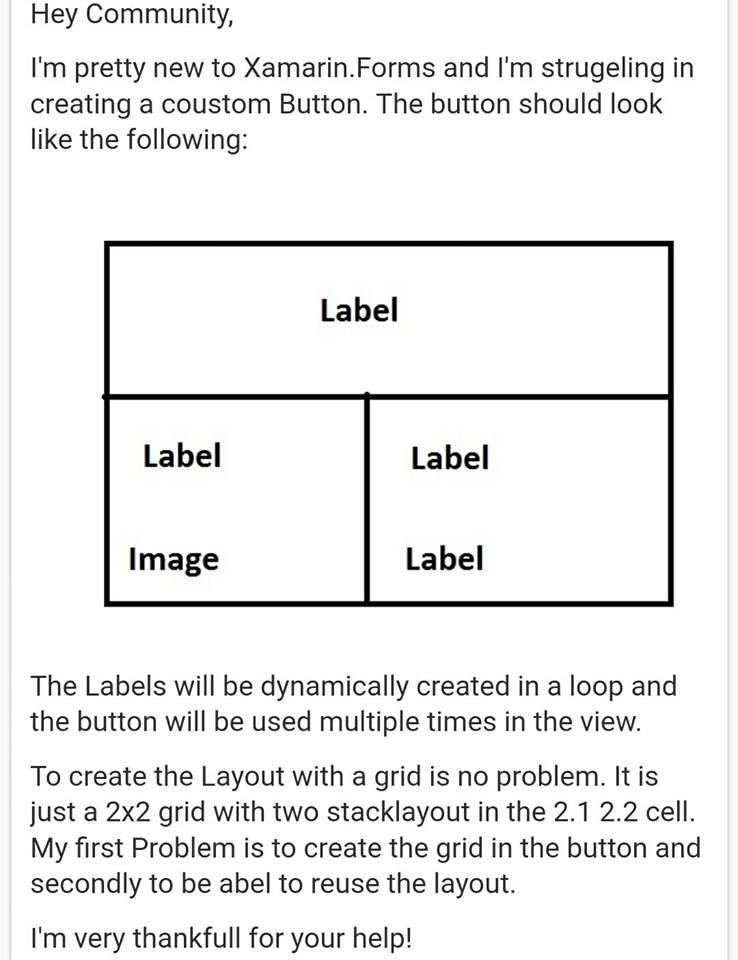 Hey Community,
I'm pretty new to Xamarin.Forms and I'm strugeling in
creating a coustom Button. The button should look
like the following:
Label
Label
Label
Image
Label
The Labels will be dynamically created in a loop and
the button will be used multiple times in the view.
To create the Layout with a grid is no problem. It is
just a 2x2 grid with two stacklayout in the 2.1 2.2 cell.
My first Problem is to create the grid in the button and
secondly to be abel to reuse the layout.
I'm very thankfull for your help!